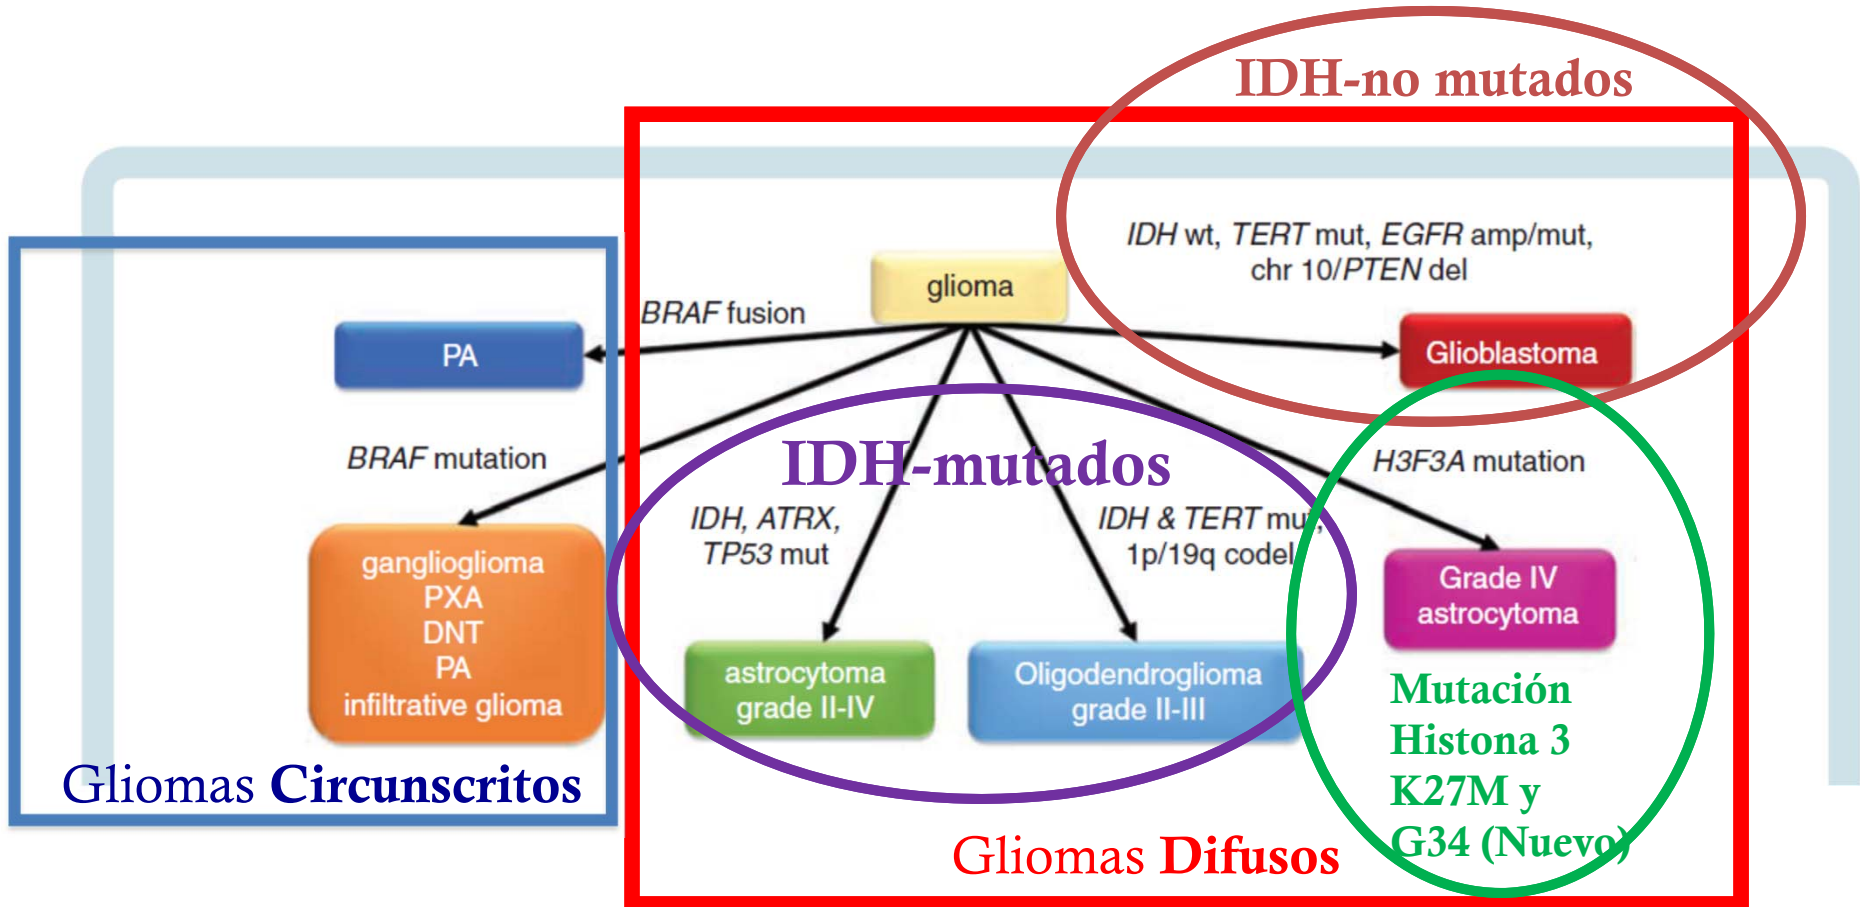 IDH-no mutados
IDH wt, TERT mut, EGFR amp/mut,
chr 10/PTEN del
glioma
BRAF fusion
PA
Glioblastoma
BRAF mutation
IDH-mutados
H3F3A mutation
IDH, ATRX,
TP53 mut
IDH & TERT mut,
1p/19q codel
ganglioglioma
PXA
DNT
PA
infiltrative glioma
Grade IV
astrocytoma
astrocytoma
grade II-IV
Oligodendroglioma
grade II-III
Mutación
Histona 3
K27M y
G34 (Nuevo)
Gliomas Circunscritos
Gliomas Difusos